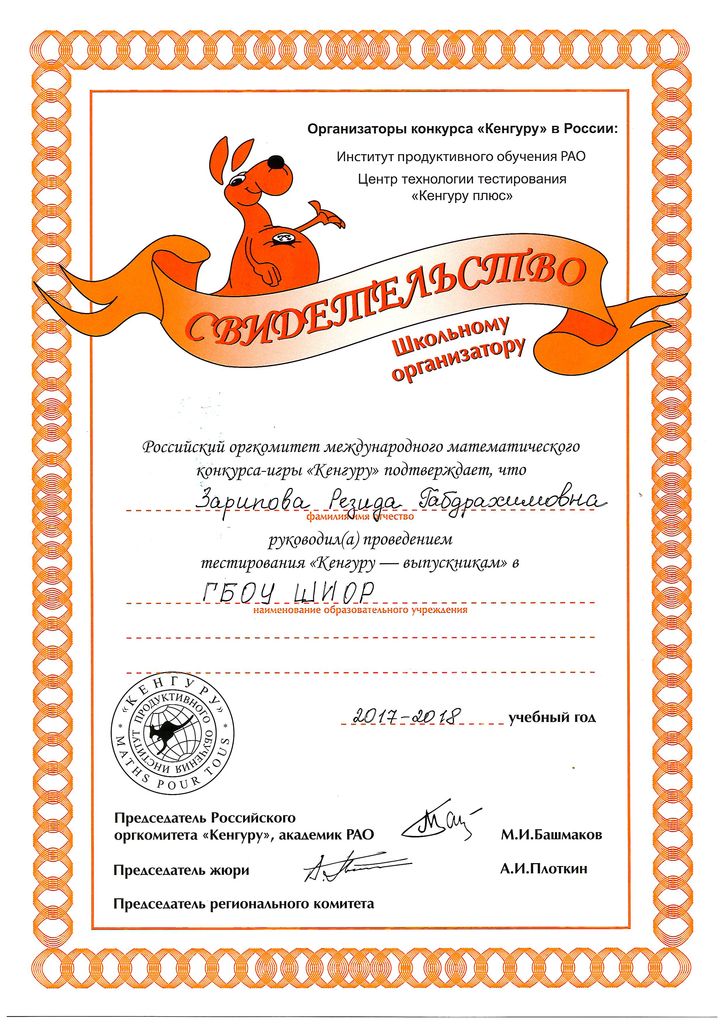 Организаторы конкурса «Кенгуру» в России:
Институт продуктивного обучения РАО
Центр технологии тестирования
«Кенгуру плюс»
СВИДЕТЕЛЬСТВО
Школьному
организатору
Российский оргкомитет международного математического
конкурса-игры «Кенгуру» подтверждает, что
Зарипова Резида Габдрахимовна
фамилия имя отчество
руководил(а) проведением
тестирования «Кенгуру — выпускникам» в
ГБОУ ШИОР
наименование образовательного учреждения
«КЕНГУРУ»
ИНСТИТУТ ПРОДУКТИВНОГО ОБУЧЕНИЯ
MATHS POUR TOUS
2017-2018 учебный год
Председатель Российского
оргкомитета «Кенгуру», академик РАО М.И.Башмаков
Председатель жюри А.И.Плоткин
Председатель регионального комитета